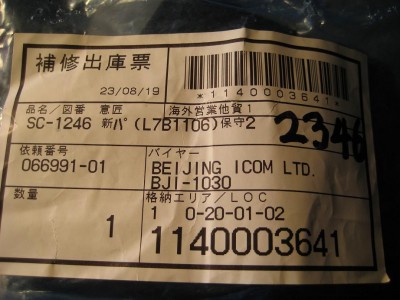 補修出庫票
23/08/19
*1140003641*
品名／図番 意匠
海外営業他貿1
SC-1246 新パ(L7B1106)保守2
2346
依頼番号
バイヤー
066991-01
BEIJING ICOM LTD.
BJI-1030
数量
格納エリア／LOC
1
1 0-20-01-02
1140003641